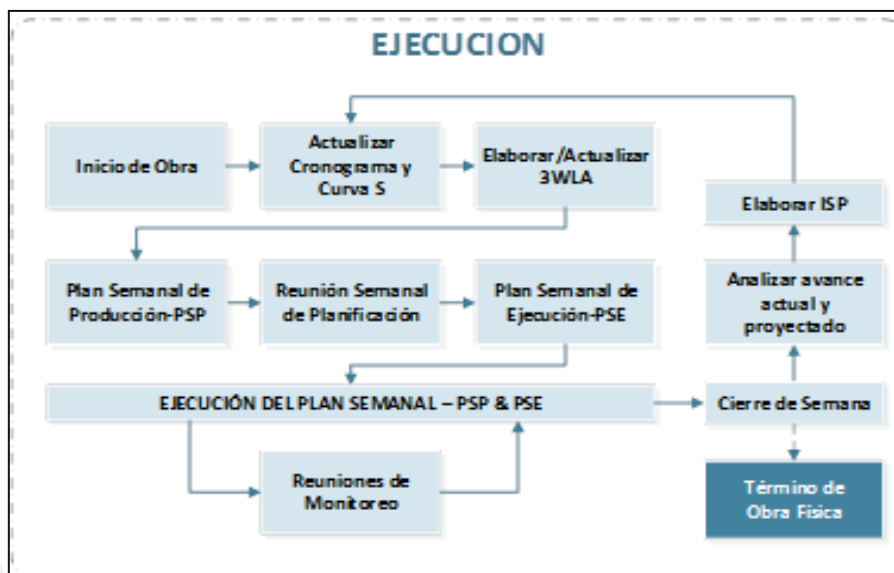 EJECUCION
Inicio de Obra
Actualizar
Cronograma y
Curva S
Elaborar/Actualizar
3WLA
Elaborar ISP
Plan Semanal de
Producción-PSP
Reunión Semanal
de Planificación
Plan Semanal de
Ejecución-PSE
Analizar avance
actual y
proyectado
EJECUCIÓN DEL PLAN SEMANAL – PSP & PSE
Cierre de Semana
Reuniones de
Monitoreo
Término de
Obra Física